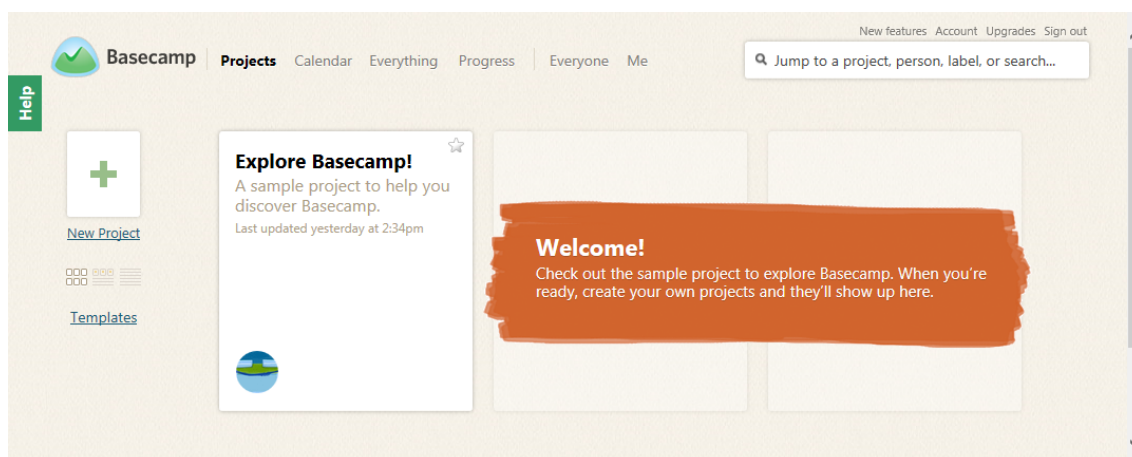 New features Account Upgrades Sign out
Basecamp Projects Calendar Everything Progress Everyone Me
Jump to a project, person, label, or search...
Help
New Project
Templates
Explore Basecamp!
A sample project to help you
discover Basecamp.
Last updated yesterday at 2:34pm
Welcome!
Check out the sample project to explore Basecamp. When you're
ready, create your own projects and they'll show up here.